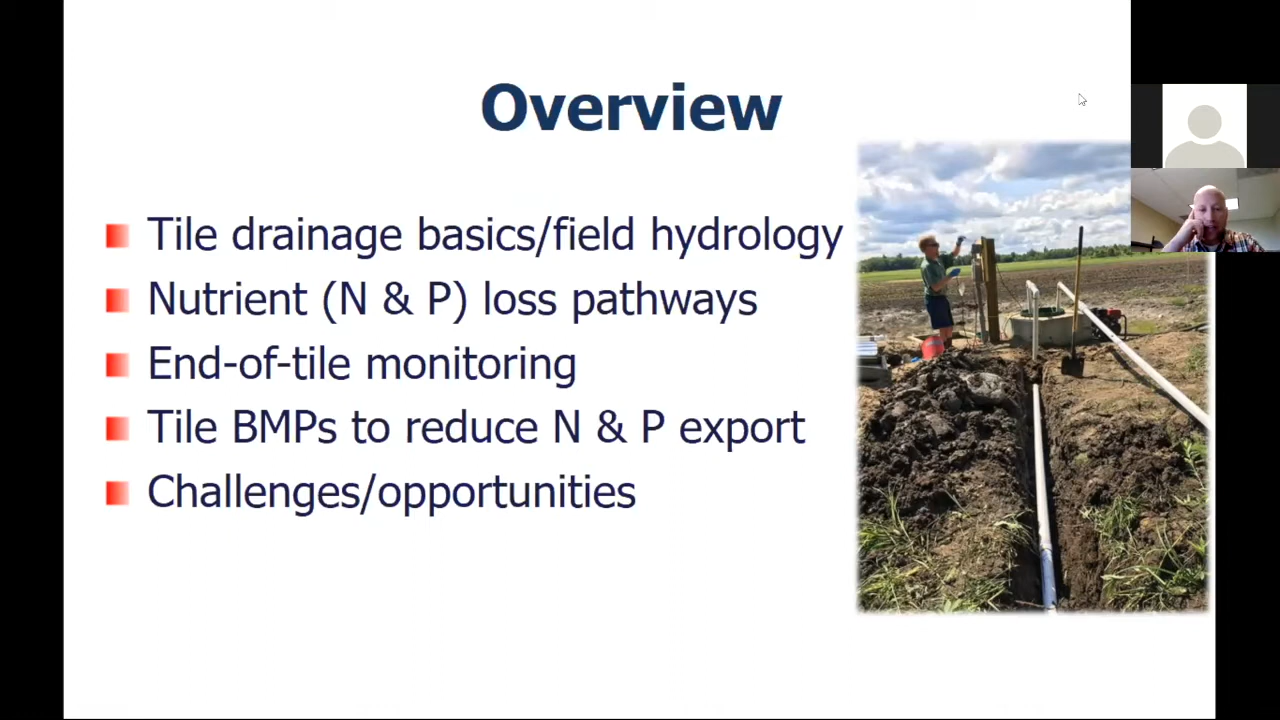 Overview
Tile drainage basics/field hydrology
Nutrient (N & P) loss pathways
End-of-tile monitoring
Tile BMPs to reduce N & P export
Challenges/opportunities